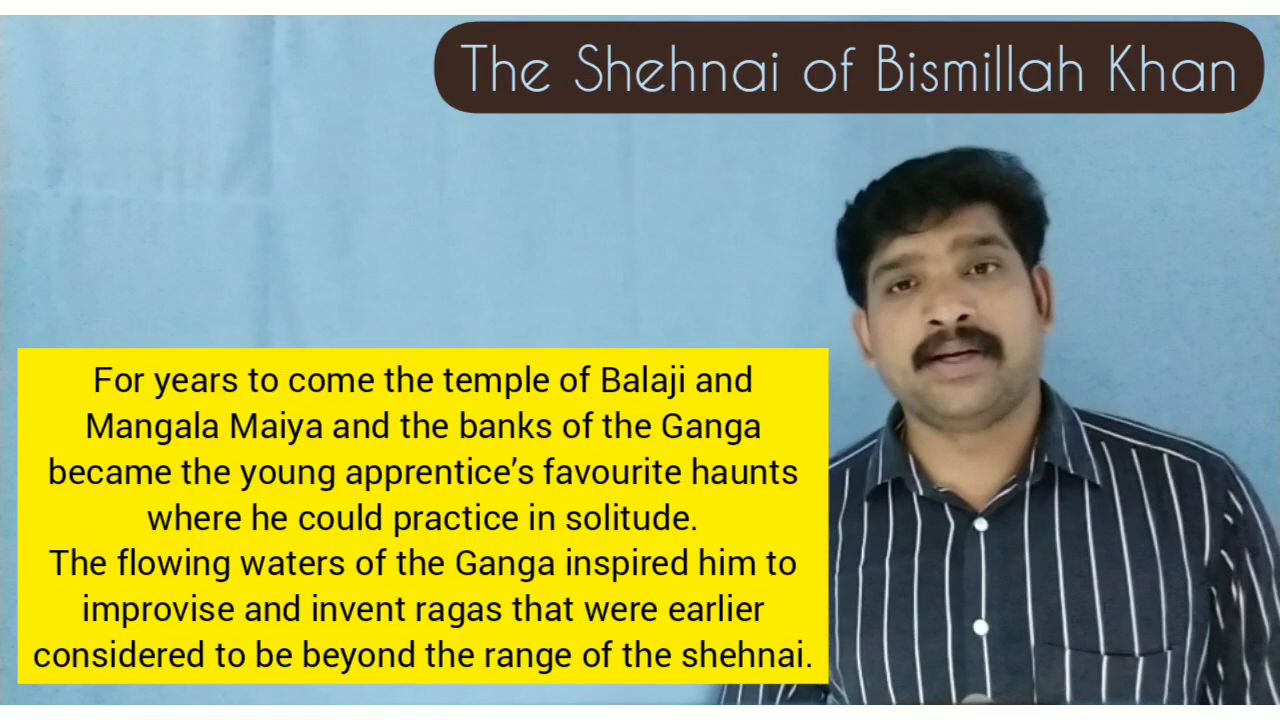 The Shehnai of Bismillah Khan
For years to come the temple of Balaji and
Mangala Maiya and the banks of the Ganga
became the young apprentice's favourite haunts
where he could practice in solitude.
The flowing waters of the Ganga inspired him to
improvise and invent ragas that were earlier
considered to be beyond the range of the shehnai.